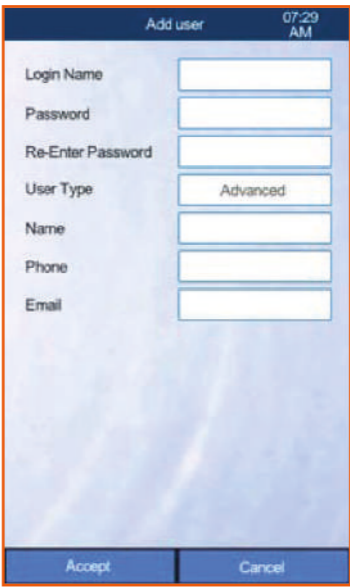 Add user
07:29
AM
Login Name
Password
Re-Enter Password
User Type
Advanced
Name
Phone
Email
Accept
Cancel